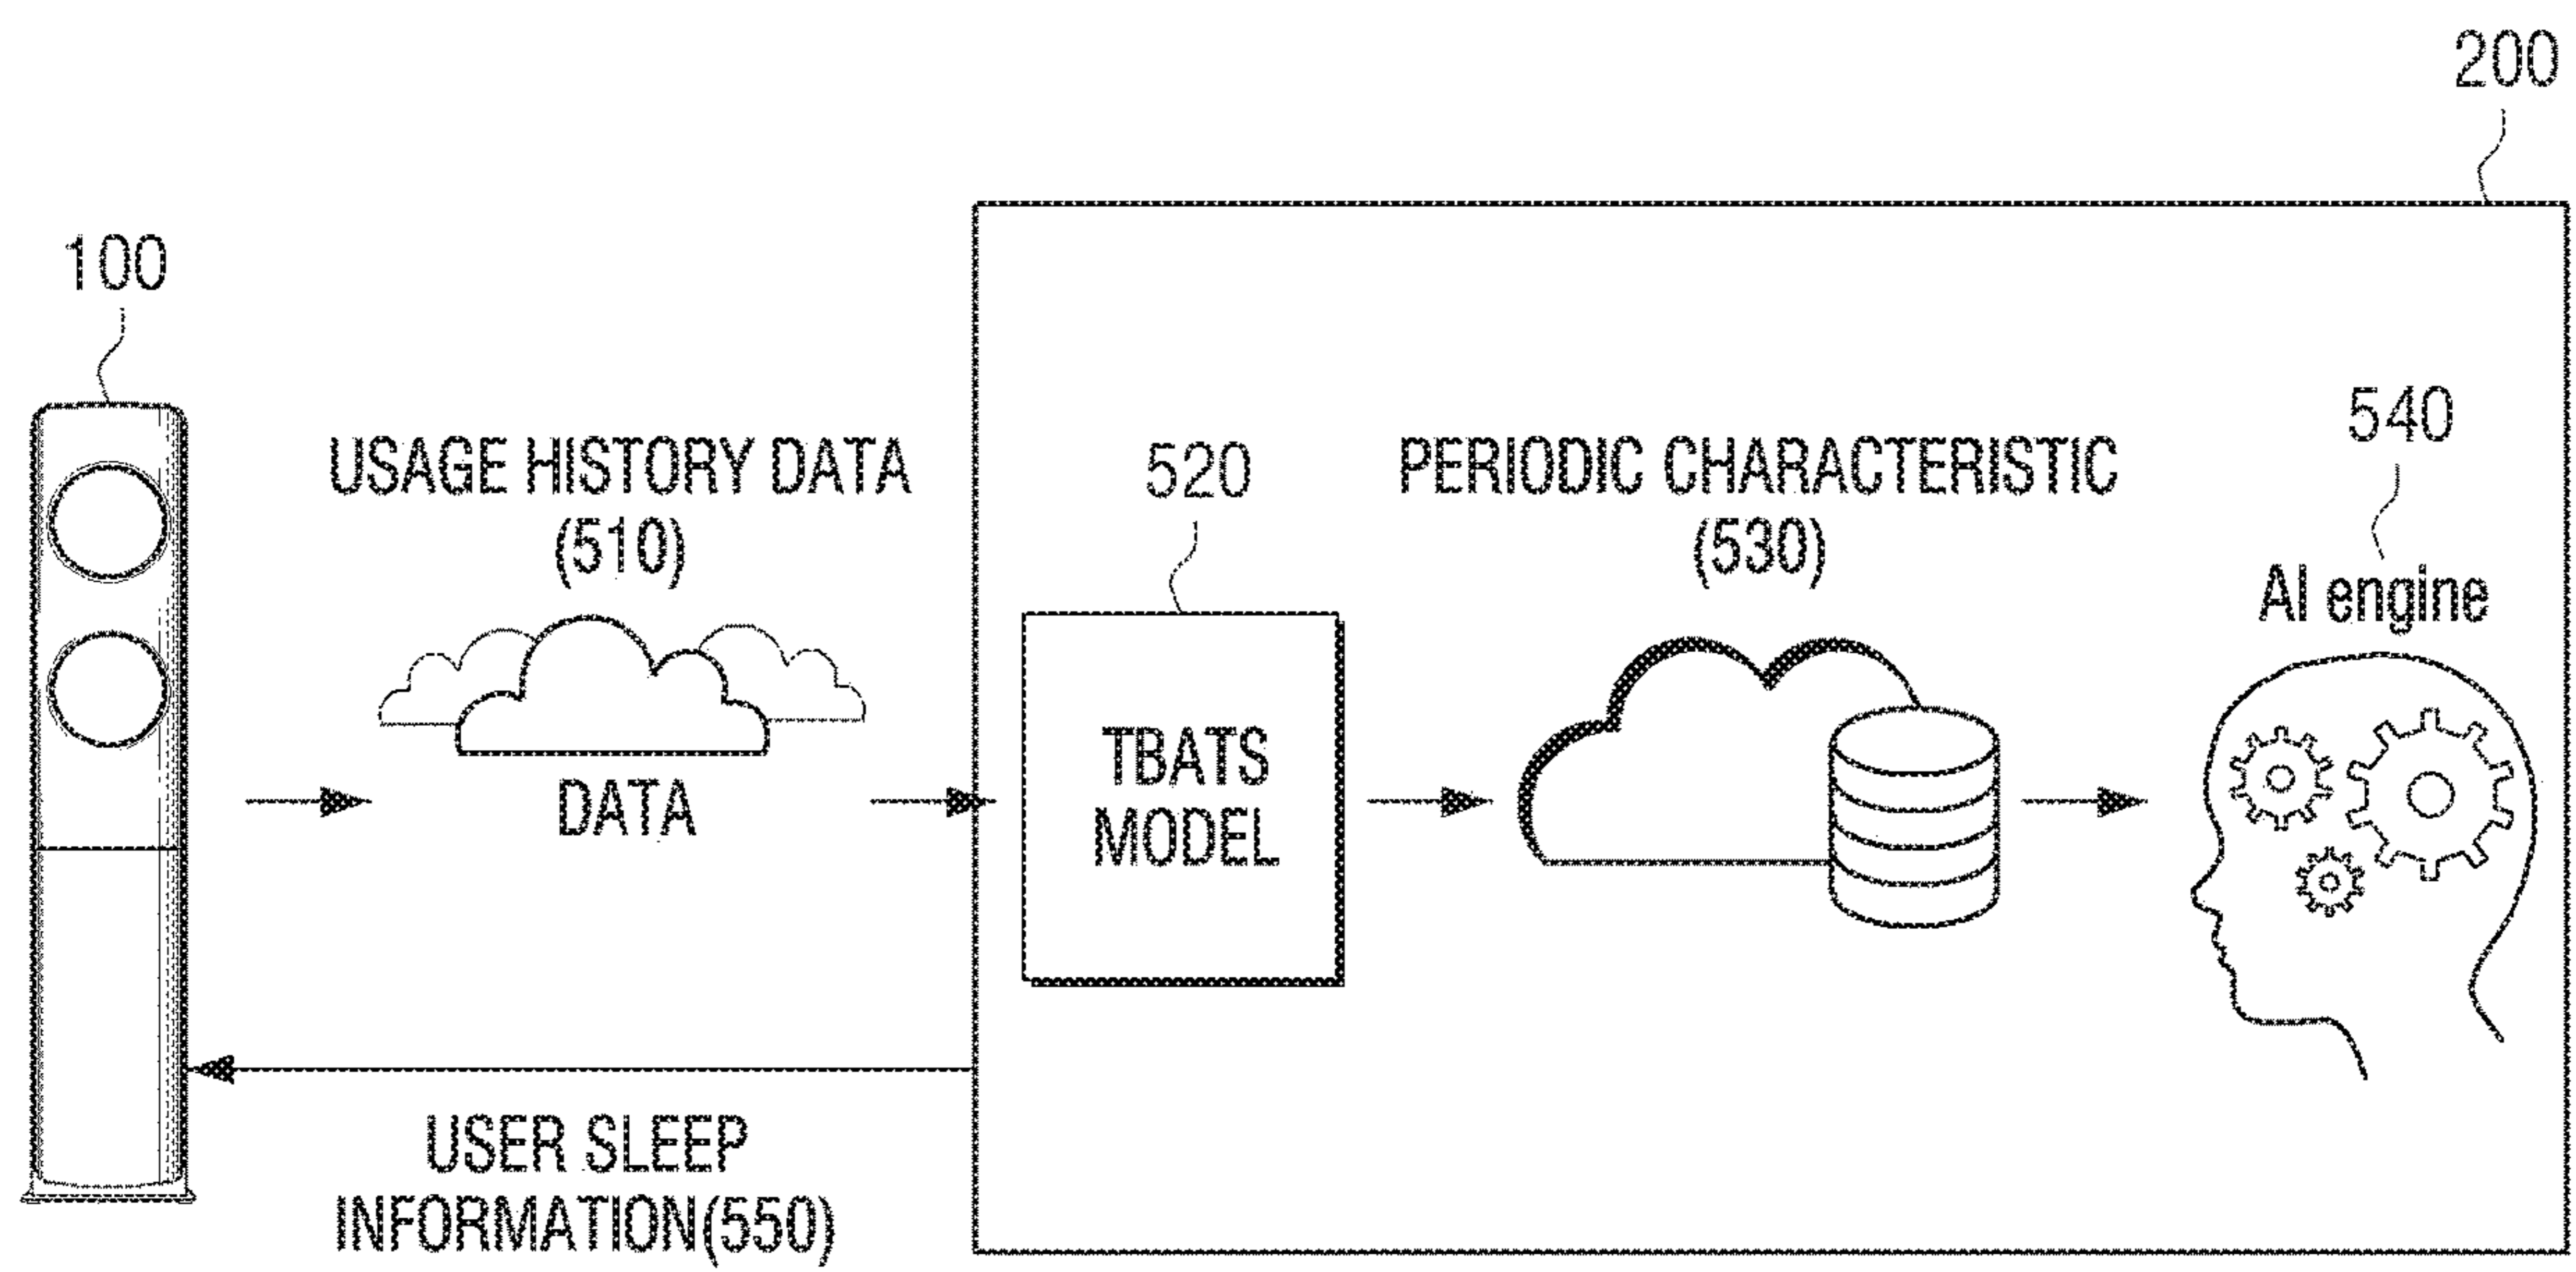 200
100
USAGE HISTORY DATA
(510)
DATA
520
TBATS
MODEL
PERIODIC CHARACTERISTIC
(530)
540
AI engine
USER SLEEP
INFORMATION(550)